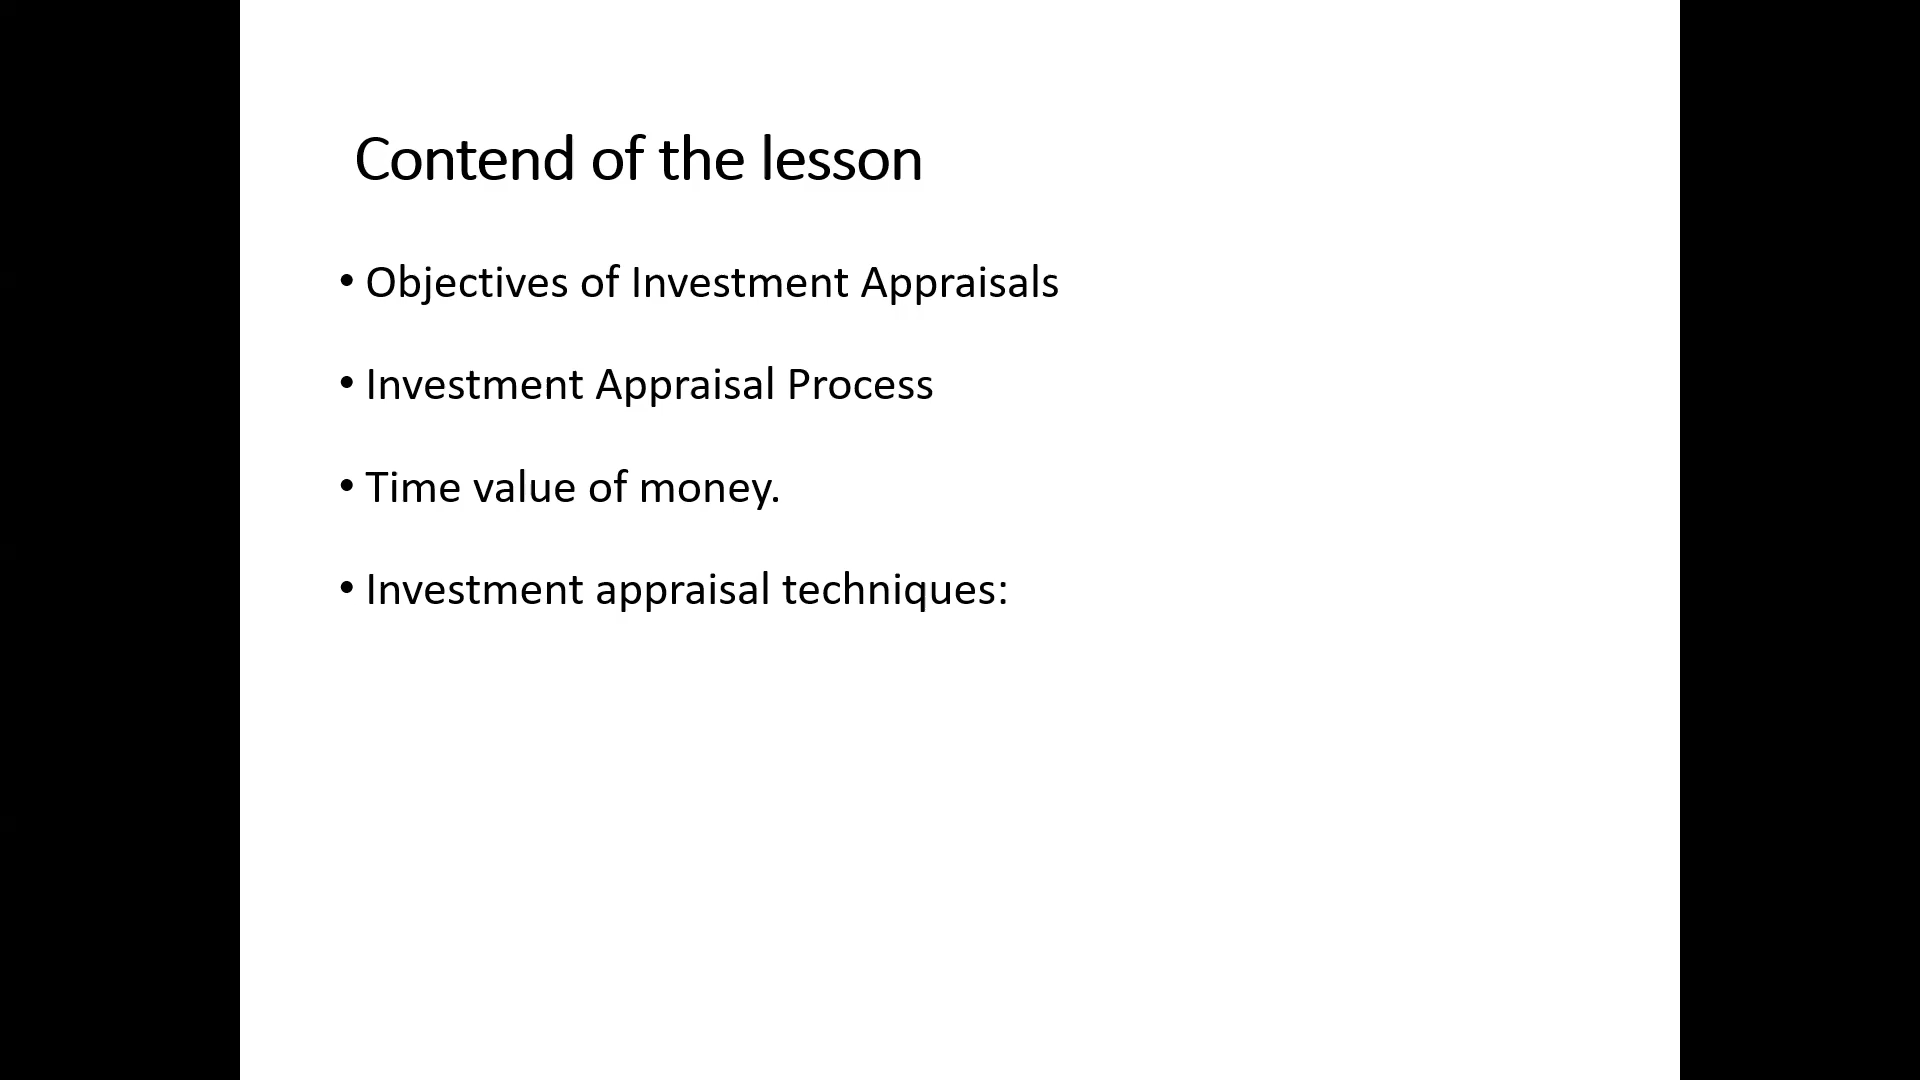 Contend of the lesson
• Objectives of Investment Appraisals
• Investment Appraisal Process
• Time value of money.
• Investment appraisal techniques: